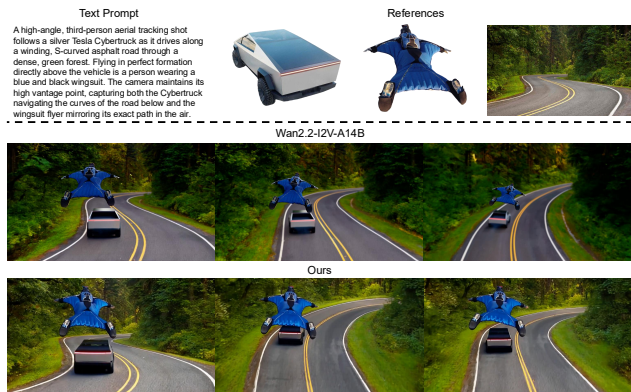 Text Prompt
References
A high-angle, third-person aerial tracking shot
follows a silver Tesla Cybertruck as it drives along
a winding, S-curved asphalt road through a
dense, green forest. Flying in perfect formation
directly above the vehicle is a person wearing a
blue and black wingsuit. The camera maintains its
high vantage point, capturing both the Cybertruck
navigating the curves of the road below and the
wingsuit flyer mirroring its exact path in the air.
Wan2.2-I2V-A14B
Ours